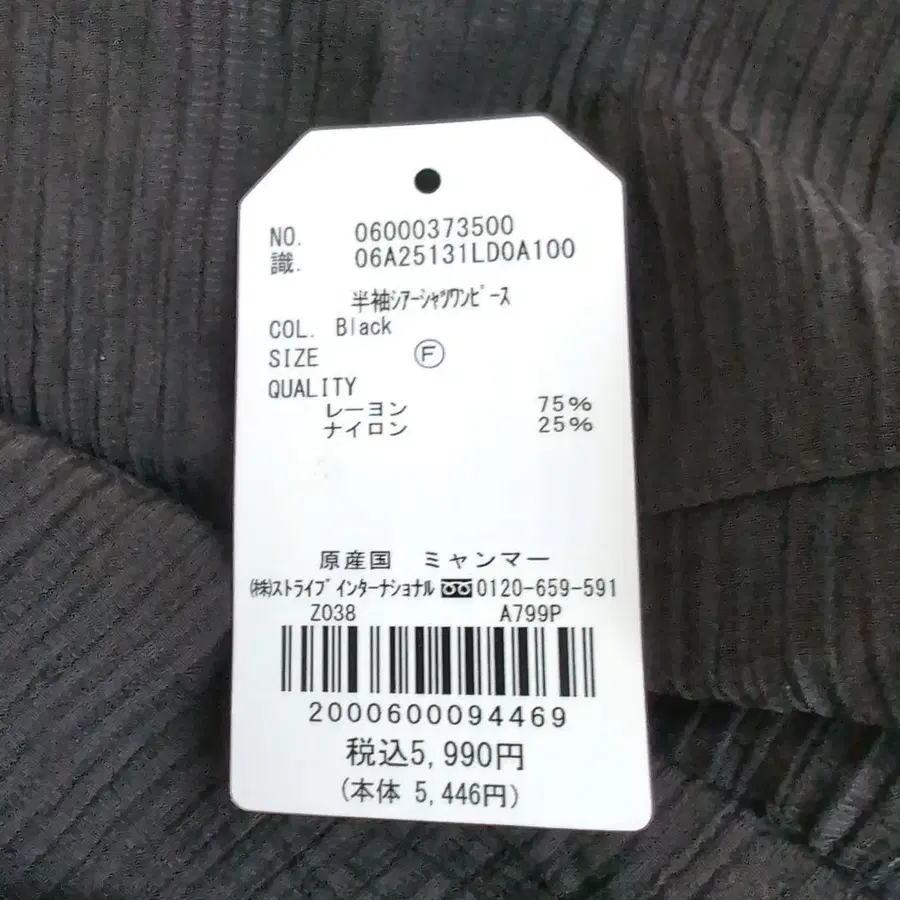 NO. 06000373500
識. 06A25131LD0A100
半袖ｼｱｰｼｬﾂﾜﾝﾋﾟｰｽ
COL. Black
SIZE Ⓕ
QUALITY
レーヨン 75%
ナイロン 25%
原産国 ミャンマー
㈱ｽﾄﾗｲﾌﾟｲﾝﾀｰﾅｼｮﾅﾙ 0120-659-591
Z038 A799P
2000600094469
税込5,990円
(本体 5,446円)